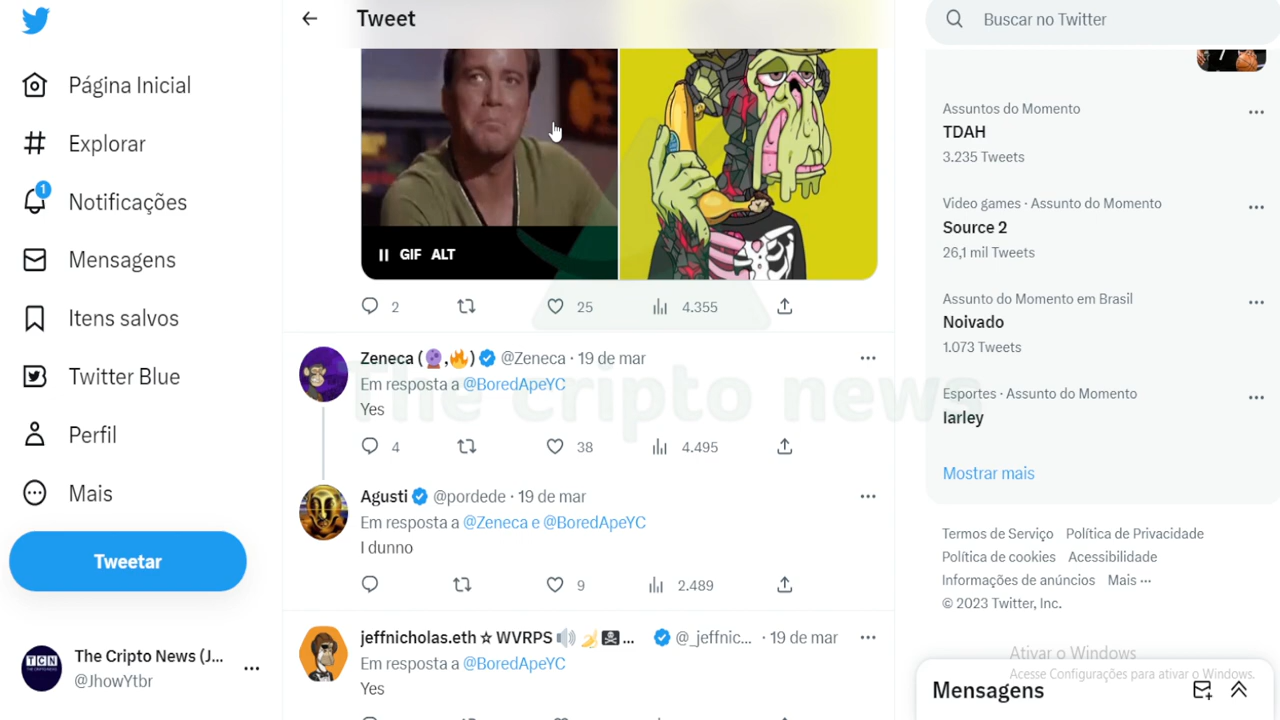 Tweet
Buscar no Twitter
Página Inicial
Explorar
1
Notificações
Mensagens
Itens salvos
Twitter Blue
Perfil
Mais
Tweetar
TCN
The Cripto News (J...
@JhowYtbr
GIF ALT
2 25 4.355
Zeneca (🔮,🔥) @Zeneca · 19 de mar
Em resposta a @BoredApeYC
Yes
4 38 4.495
Agusti @pordede · 19 de mar
Em resposta a @Zeneca e @BoredApeYC
I dunno
9 2.489
jeffnicholas.eth ☆ WVRPS 🔊🍌🏴‍☠️... @_jeffnic... · 19 de mar
Em resposta a @BoredApeYC
Yes
The cripto news
Assuntos do Momento
TDAH
3.235 Tweets
Video games · Assunto do Momento
Source 2
26,1 mil Tweets
Assunto do Momento em Brasil
Noivado
1.073 Tweets
Esportes · Assunto do Momento
Iarley
Mostrar mais
Termos de Serviço Política de Privacidade
Política de cookies Acessibilidade
Informações de anúncios Mais ···
© 2023 Twitter, Inc.
Ativar o Windows
Acesse Configurações para ativar o Windows.
Mensagens